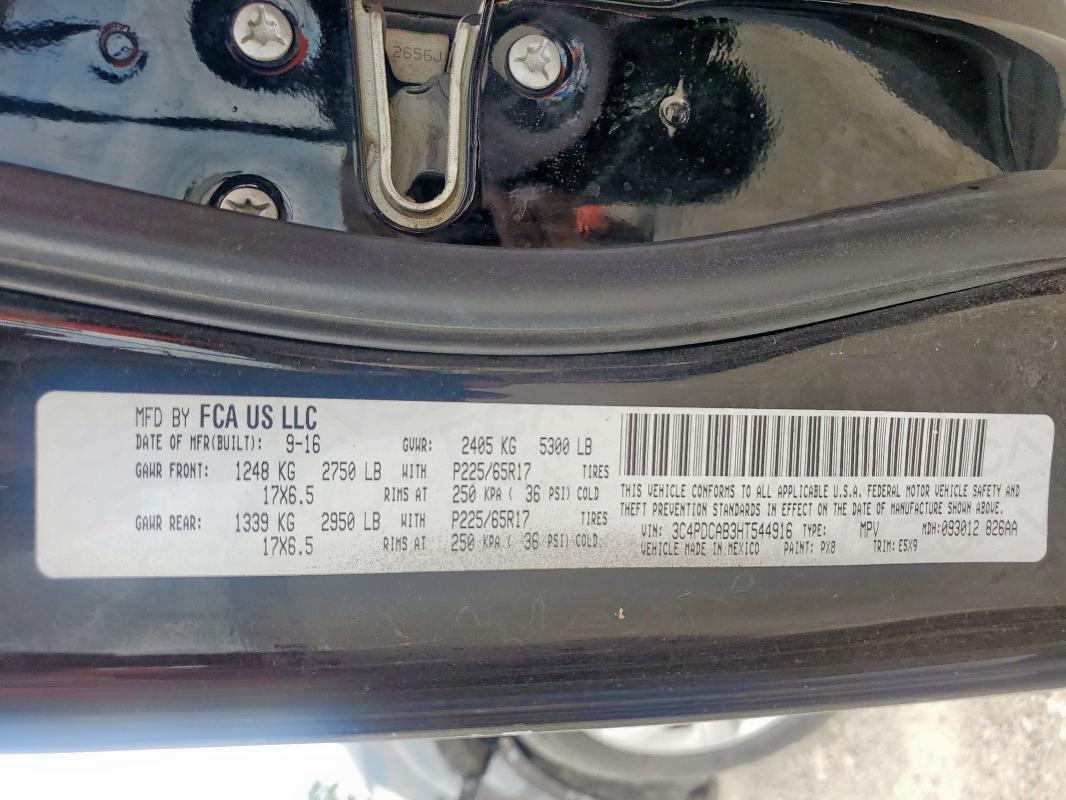 2656J
MFD BY FCA US LLC
DATE OF MFR(BUILT): 9-16 GVWR: 2405 KG 5300 LB
GAWR FRONT: 1248 KG 2750 LB WITH P225/65R17 TIRES
17X6.5 RIMS AT 250 KPA ( 36 PSI) COLD
GAWR REAR: 1339 KG 2950 LB WITH P225/65R17 TIRES
17X6.5 RIMS AT 250 KPA ( 36 PSI) COLD
THIS VEHICLE CONFORMS TO ALL APPLICABLE U.S.A. FEDERAL MOTOR VEHICLE SAFETY AND
THEFT PREVENTION STANDARDS IN EFFECT ON THE DATE OF MANUFACTURE SHOWN ABOVE.
VIN: 3C4PDCAB3HT544916 TYPE: MPV MDH:093012 826AA
VEHICLE MADE IN MEXICO PAINT: PX8 TRIM: E5X9